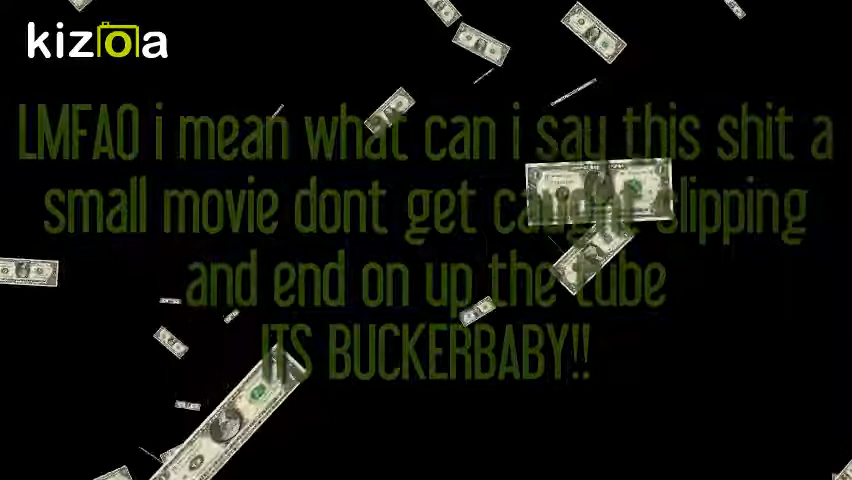 kizoa
LMFAO i mean what can i say this shit a
small movie dont get caught slipping
and end on up the tube
ITS BUCKERBABY!!